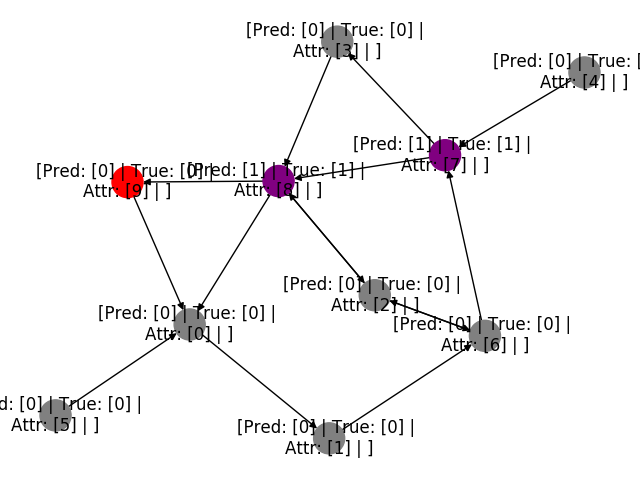 [Pred: [0] | True: [0] |
Attr: [3] | ]
[Pred: [0] | True: [
Attr: [4] | ]
[Pred: [1] | True: [1] |
Attr: [7] | ]
[Pred: [0] | True: [0] |
Attr: [9] | ]
[Pred: [1] | True: [1] |
Attr: [8] | ]
[Pred: [0] | True: [0] |
Attr: [2] | ]
[Pred: [0] | True: [0] |
Attr: [0] | ]
[Pred: [0] | True: [0] |
Attr: [6] | ]
d: [0] | True: [0] |
Attr: [5] | ]
[Pred: [0] | True: [0] |
Attr: [1] | ]